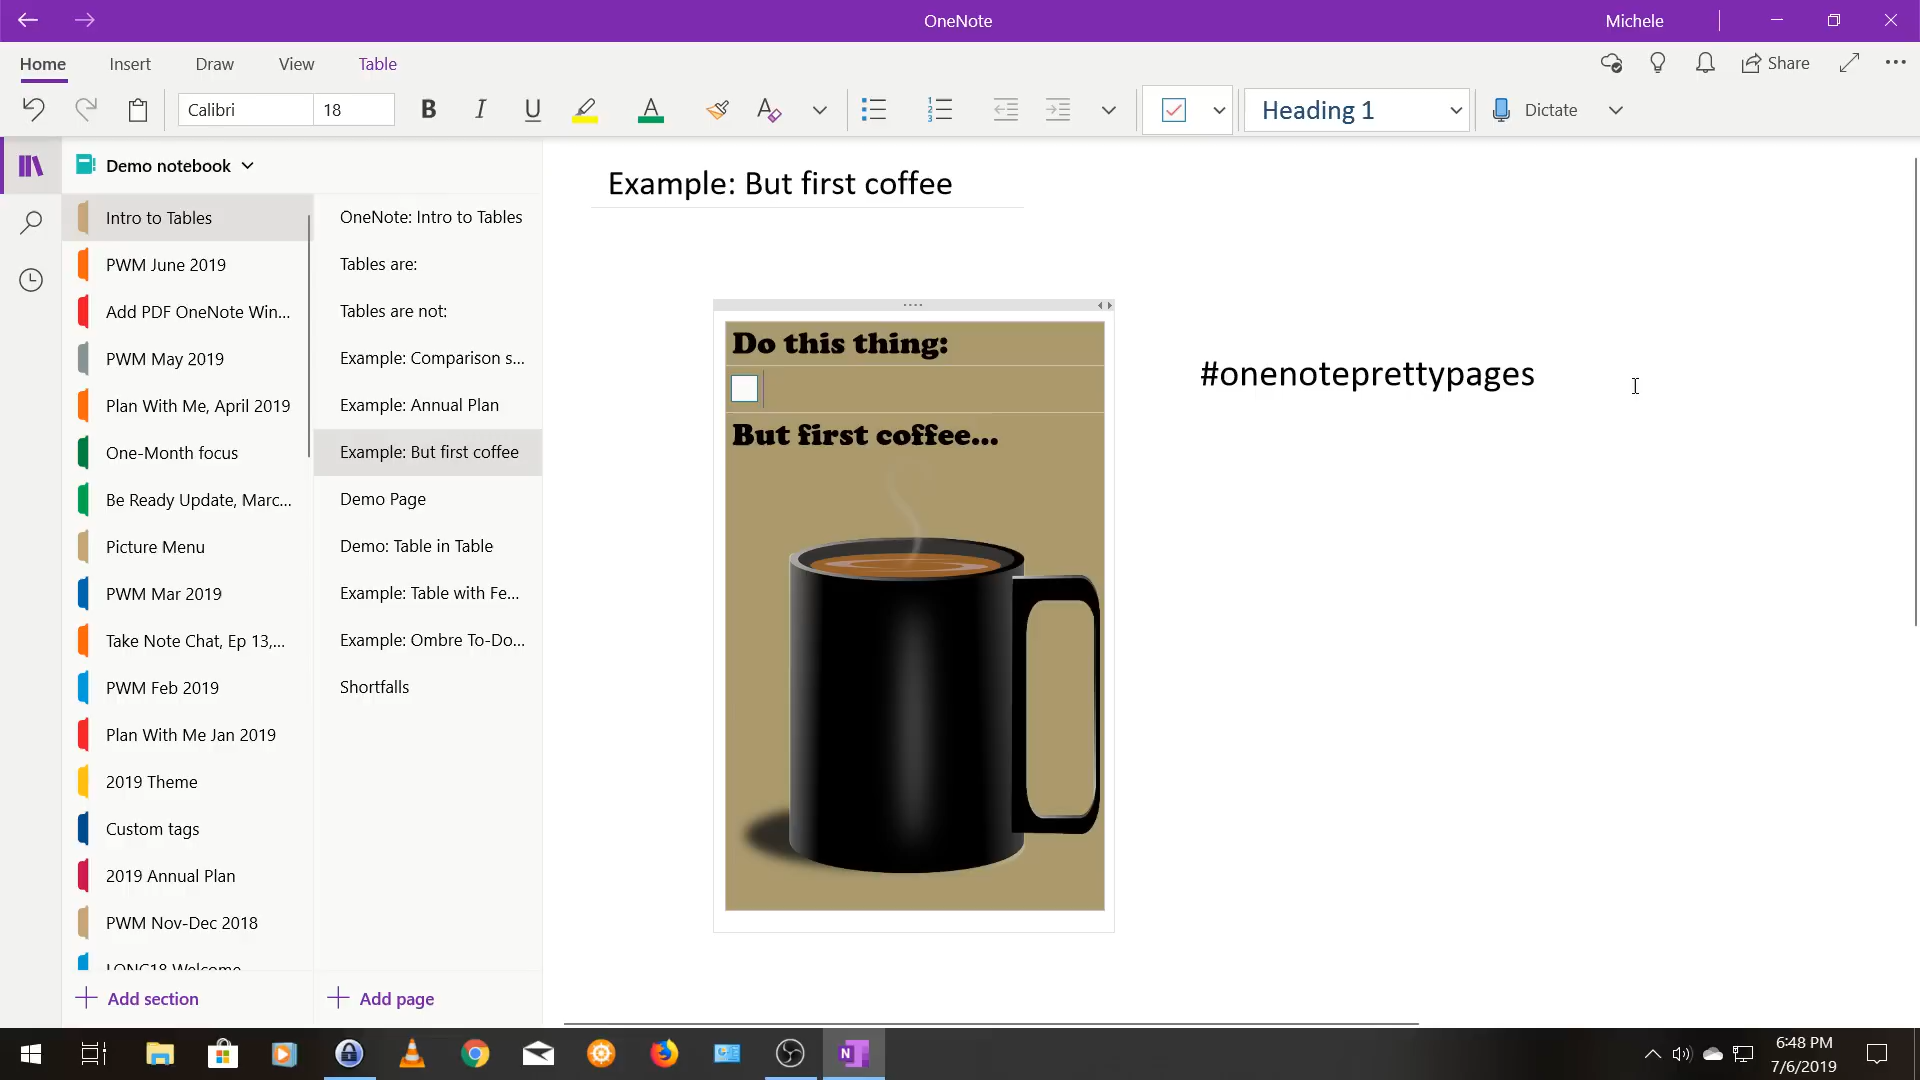 OneNote
Michele
Home
Insert
Draw
View
Table
Share
Calibri
18
B
I
U
A
A
1
2
3
Heading 1
Dictate
Demo notebook
Intro to Tables
PWM June 2019
Add PDF OneNote Win...
PWM May 2019
Plan With Me, April 2019
One-Month focus
Be Ready Update, Marc...
Picture Menu
PWM Mar 2019
Take Note Chat, Ep 13,...
PWM Feb 2019
Plan With Me Jan 2019
2019 Theme
Custom tags
2019 Annual Plan
PWM Nov-Dec 2018
Add section
OneNote: Intro to Tables
Tables are:
Tables are not:
Example: Comparison s...
Example: Annual Plan
Example: But first coffee
Demo Page
Demo: Table in Table
Example: Table with Fe...
Example: Ombre To-Do...
Shortfalls
Add page
Example: But first coffee
Do this thing:
But first coffee...
#onenoteprettypages
N
6:48 PM
7/6/2019